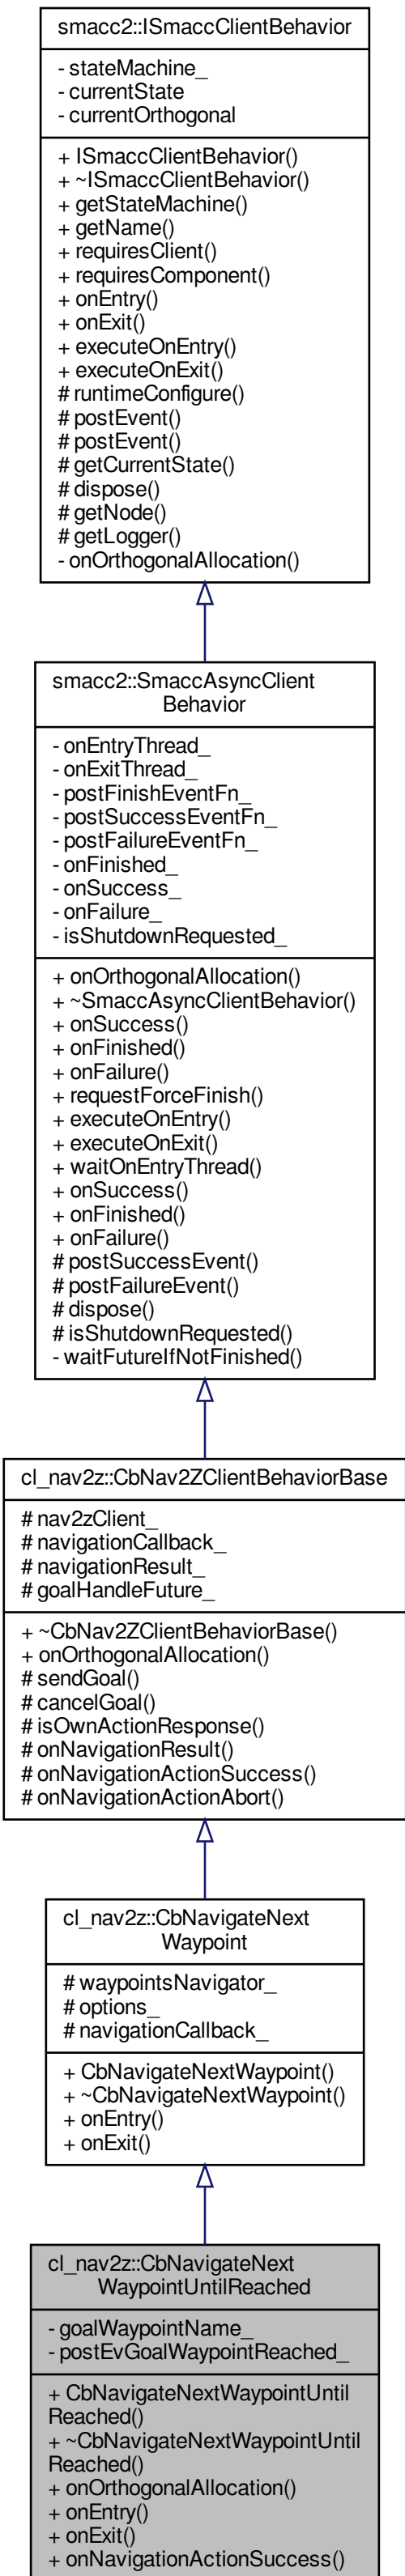 smacc2::ISmaccClientBehavior
- stateMachine_
- currentState
- currentOrthogonal
+ ISmaccClientBehavior()
+ ~ISmaccClientBehavior()
+ getStateMachine()
+ getName()
+ requiresClient()
+ requiresComponent()
+ onEntry()
+ onExit()
+ executeOnEntry()
+ executeOnExit()
# runtimeConfigure()
# postEvent()
# postEvent()
# getCurrentState()
# dispose()
# getNode()
# getLogger()
- onOrthogonalAllocation()
smacc2::SmaccAsyncClient
Behavior
- onEntryThread_
- onExitThread_
- postFinishEventFn_
- postSuccessEventFn_
- postFailureEventFn_
- onFinished_
- onSuccess_
- onFailure_
- isShutdownRequested_
+ onOrthogonalAllocation()
+ ~SmaccAsyncClientBehavior()
+ onSuccess()
+ onFinished()
+ onFailure()
+ requestForceFinish()
+ executeOnEntry()
+ executeOnExit()
+ waitOnEntryThread()
+ onSuccess()
+ onFinished()
+ onFailure()
# postSuccessEvent()
# postFailureEvent()
# dispose()
# isShutdownRequested()
- waitFutureIfNotFinished()
cl_nav2z::CbNav2ZClientBehaviorBase
# nav2zClient_
# navigationCallback_
# navigationResult_
# goalHandleFuture_
+ ~CbNav2ZClientBehaviorBase()
+ onOrthogonalAllocation()
# sendGoal()
# cancelGoal()
# isOwnActionResponse()
# onNavigationResult()
# onNavigationActionSuccess()
# onNavigationActionAbort()
cl_nav2z::CbNavigateNext
Waypoint
# waypointsNavigator_
# options_
# navigationCallback_
+ CbNavigateNextWaypoint()
+ ~CbNavigateNextWaypoint()
+ onEntry()
+ onExit()
cl_nav2z::CbNavigateNext
WaypointUntilReached
- goalWaypointName_
- postEvGoalWaypointReached_
+ CbNavigateNextWaypointUntil
Reached()
+ ~CbNavigateNextWaypointUntil
Reached()
+ onOrthogonalAllocation()
+ onEntry()
+ onExit()
+ onNavigationActionSuccess()